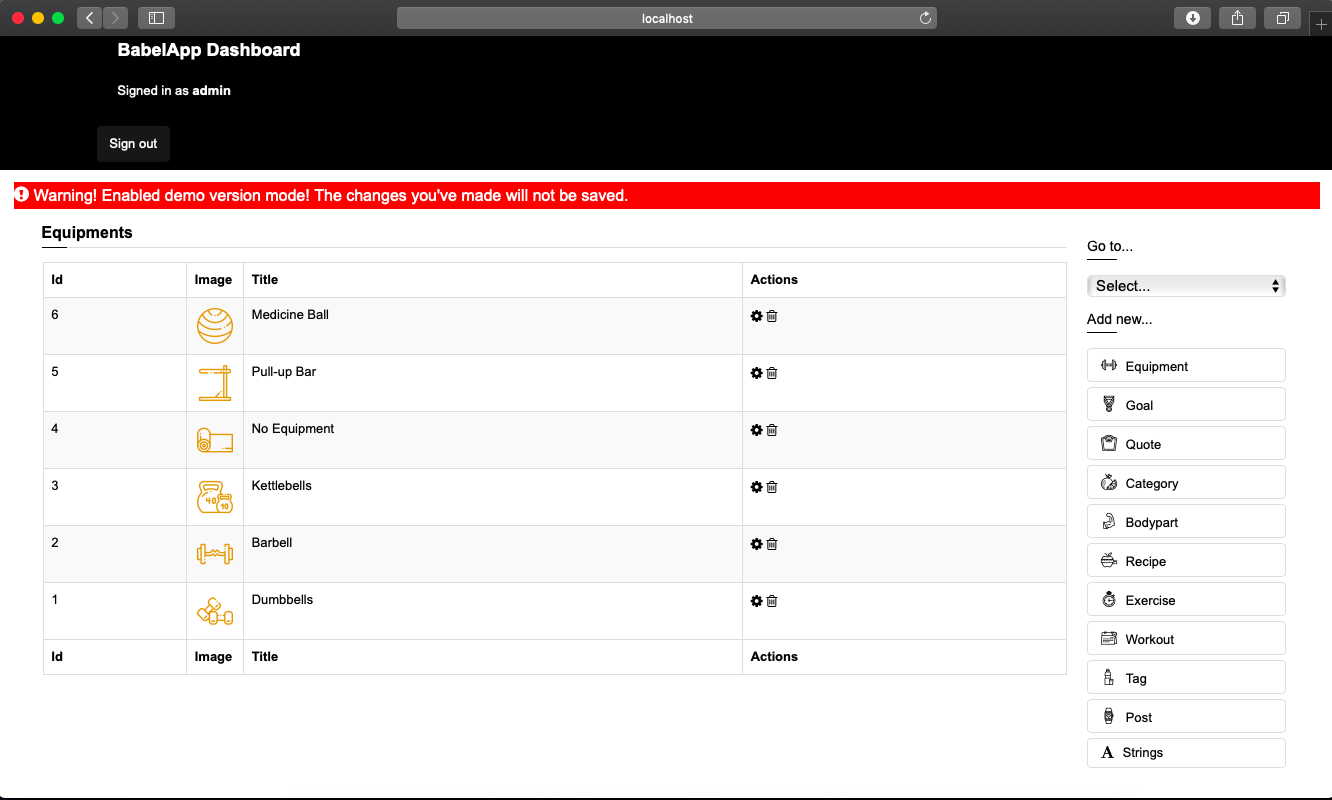 localhost
BabelApp Dashboard
Signed in as admin
Sign out
Warning! Enabled demo version mode! The changes you've made will not be saved.
Equipments
Id Image Title Actions
6 Medicine Ball
5 Pull-up Bar
4 No Equipment
3 40 10 Kettlebells
2 Barbell
1 Dumbbells
Id Image Title Actions
Go to...
Select...
Add new...
Equipment
Goal
Quote
Category
Bodypart
Recipe
Exercise
Workout
Tag
Post
A Strings